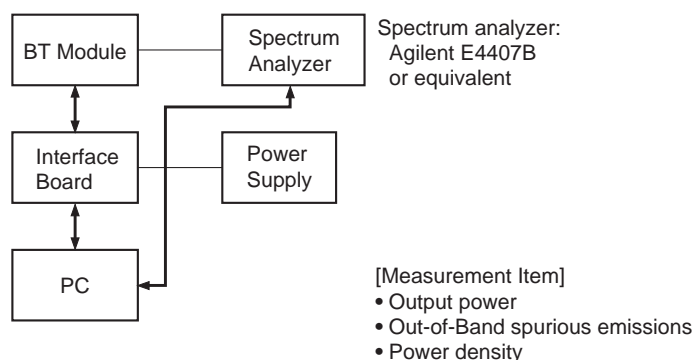 BT Module
Spectrum
Analyzer
Spectrum analyzer:
Agilent E4407B
or equivalent
Interface
Board
Power
Supply
PC
[Measurement Item]
• Output power
• Out-of-Band spurious emissions
• Power density